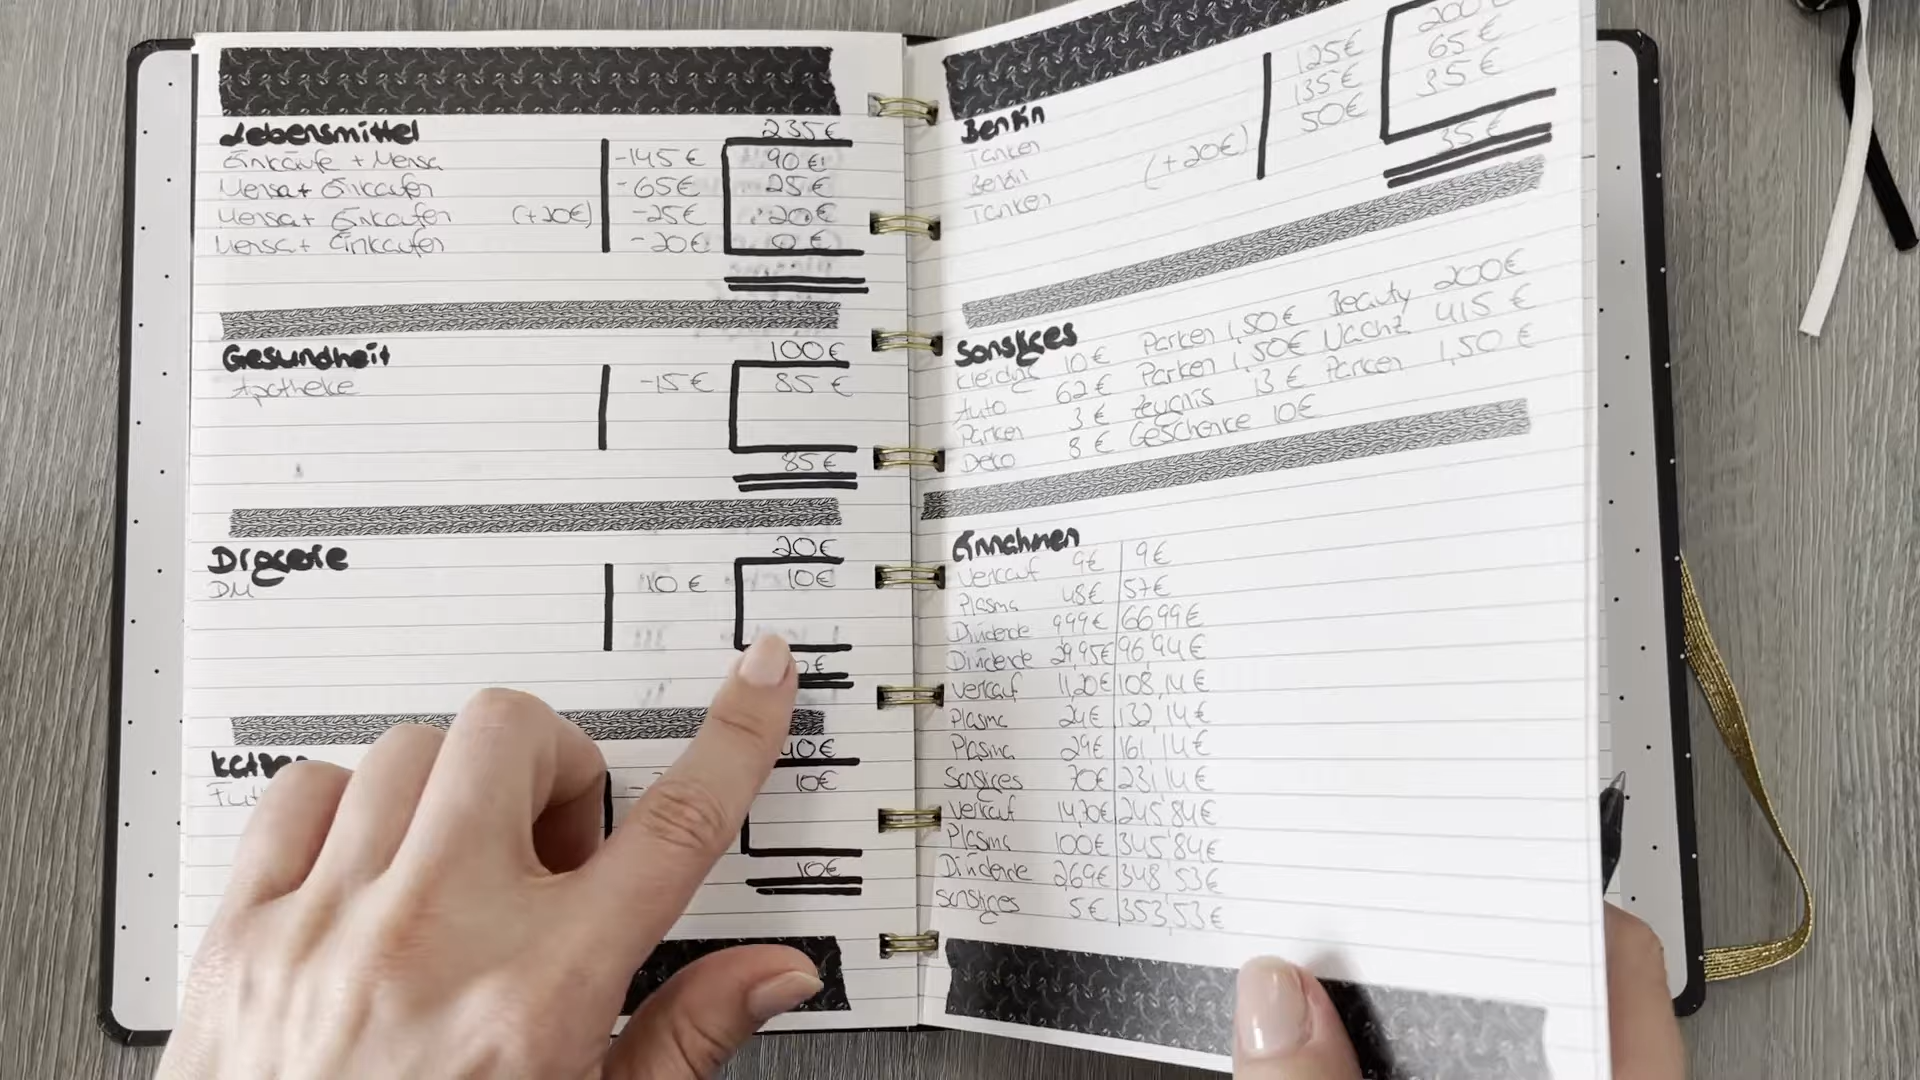 Lebensmittel 235€
Einkäufe + Mensa -145€ 90€
Mensa + Einkaufen -65€ 25€
Mensa + Einkaufen (+20€) -25€ 20€
Mensa + Einkaufen -20€ 0€
Gesundheit 100€
Apotheke -15€ 85€
85€
Drogerie 20€
DM 10€ 10€
Katzen 40€
10€
10€
Benzin 200€
Tanken 125€ 65€
Benzin 135€ 35€
Tanken (+20€) 50€
35€
Sonstiges
Kleidung 10€ Parken 1,50€ Beauty 200€
Auto 62€ Parken 1,50€ 415€
Parken 3€ Zeugnis 13€ Parken 1,50€
Deko 8€ Geschenke 10€
Einnahmen
Verkauf 9€ 9€
Plasma 48€ 57€
Dividende 9,99€ 66,99€
Dividende 29,95€ 96,94€
Verkauf 11,20€ 108,14€
Plasma 24€ 132,14€
Plasma 29€ 161,14€
Sonstiges 70€ 231,14€
Verkauf 14,70€ 245,84€
Plasma 100€ 345,84€
Dividende 2,69€ 348,53€
Sonstiges 5€ 353,53€